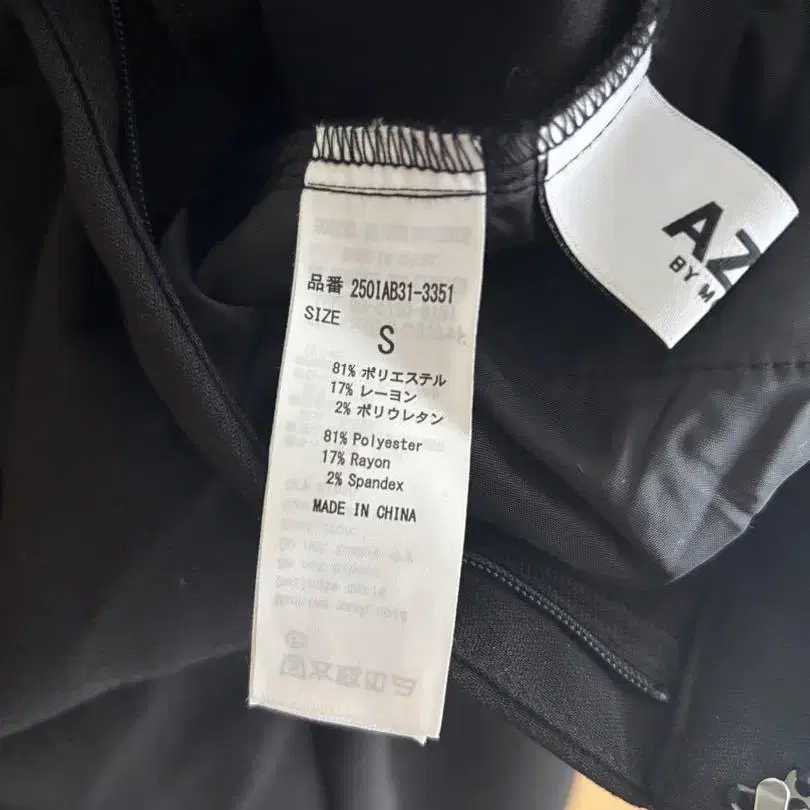 品番 250IAB31-3351
SIZE
S
81% ポリエステル
17% レーヨン
2% ポリウレタン
81% Polyester
17% Rayon
2% Spandex
MADE IN CHINA
AZ
BY M